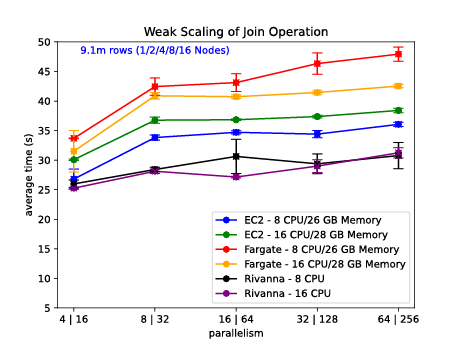 Weak Scaling of Join Operation
9.1m rows (1/2/4/8/16 Nodes)
50
45
40
35
30
25
20
15
10
5
average time (s)
EC2 - 8 CPU/26 GB Memory
EC2 - 16 CPU/28 GB Memory
Fargate - 8 CPU/26 GB Memory
Fargate - 16 CPU/28 GB Memory
Rivanna - 8 CPU
Rivanna - 16 CPU
4 | 16 8 | 32 16 | 64 32 | 128 64 | 256
parallelism